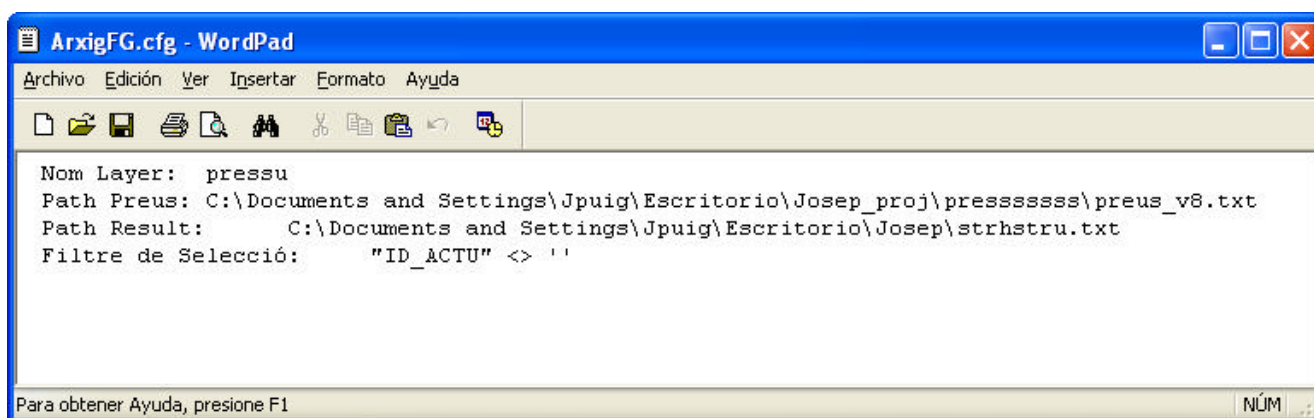 ArxigFG.cfg - WordPad
Archivo Edición Ver Insertar Formato Ayuda
Nom Layer:  pressu
Path Preus: C:\Documents and Settings\Jpuig\Escritorio\Josep_proj\presssssss\preus_v8.txt
Path Result:      C:\Documents and Settings\Jpuig\Escritorio\Josep\strhstru.txt
Filtre de Selecció:     "ID_ACTU" <> ''
Para obtener Ayuda, presione F1 NÚM